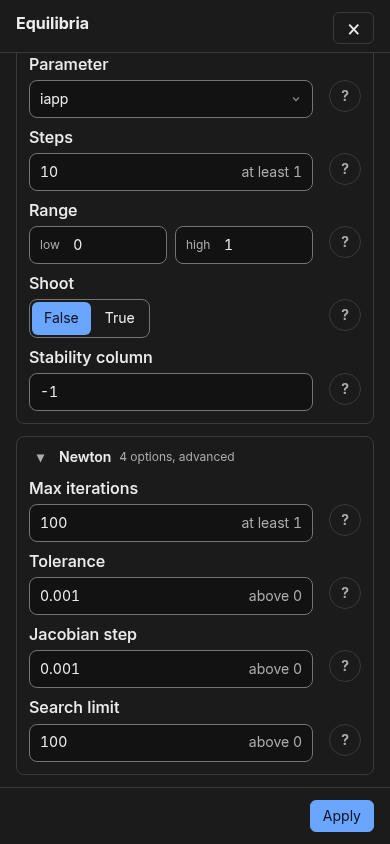 Equilibria
×
Parameter
iapp
?
Steps
10 at least 1
?
Range
low 0 high 1
?
Shoot
False True
?
Stability column
-1
?
▼ Newton 4 options, advanced
Max iterations
100 at least 1
?
Tolerance
0.001 above 0
?
Jacobian step
0.001 above 0
?
Search limit
100 above 0
?
Apply